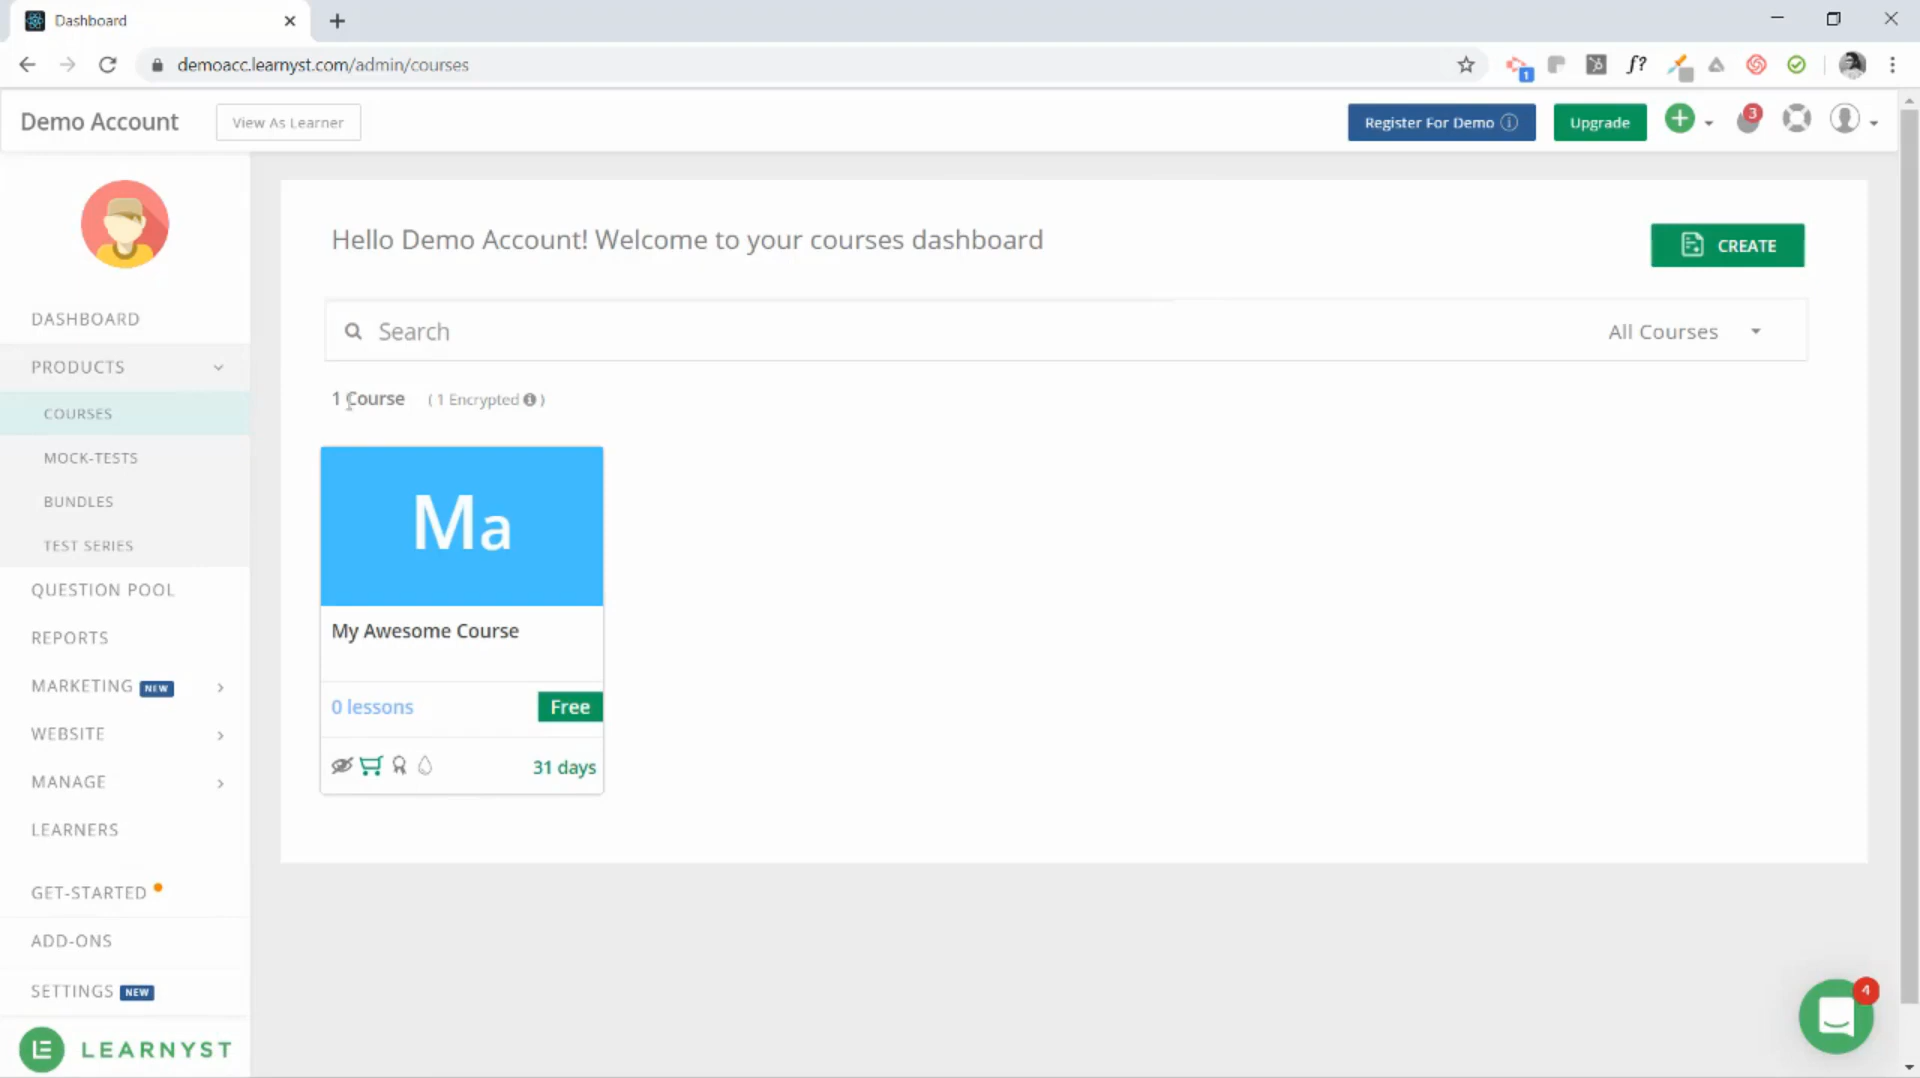 Dashboard
demoacc.learnyst.com/admin/courses
1
f?
Demo Account
View As Learner
Register For Demo
Upgrade
3
Hello Demo Account! Welcome to your courses dashboard
CREATE
DASHBOARD
Search
All Courses
PRODUCTS
1 Course ( 1 Encrypted )
COURSES
MOCK-TESTS
BUNDLES
Ma
TEST SERIES
QUESTION POOL
My Awesome Course
REPORTS
MARKETING NEW
0 lessons
Free
WEBSITE
31 days
MANAGE
LEARNERS
GET-STARTED
ADD-ONS
SETTINGS NEW
4
LEARNYST